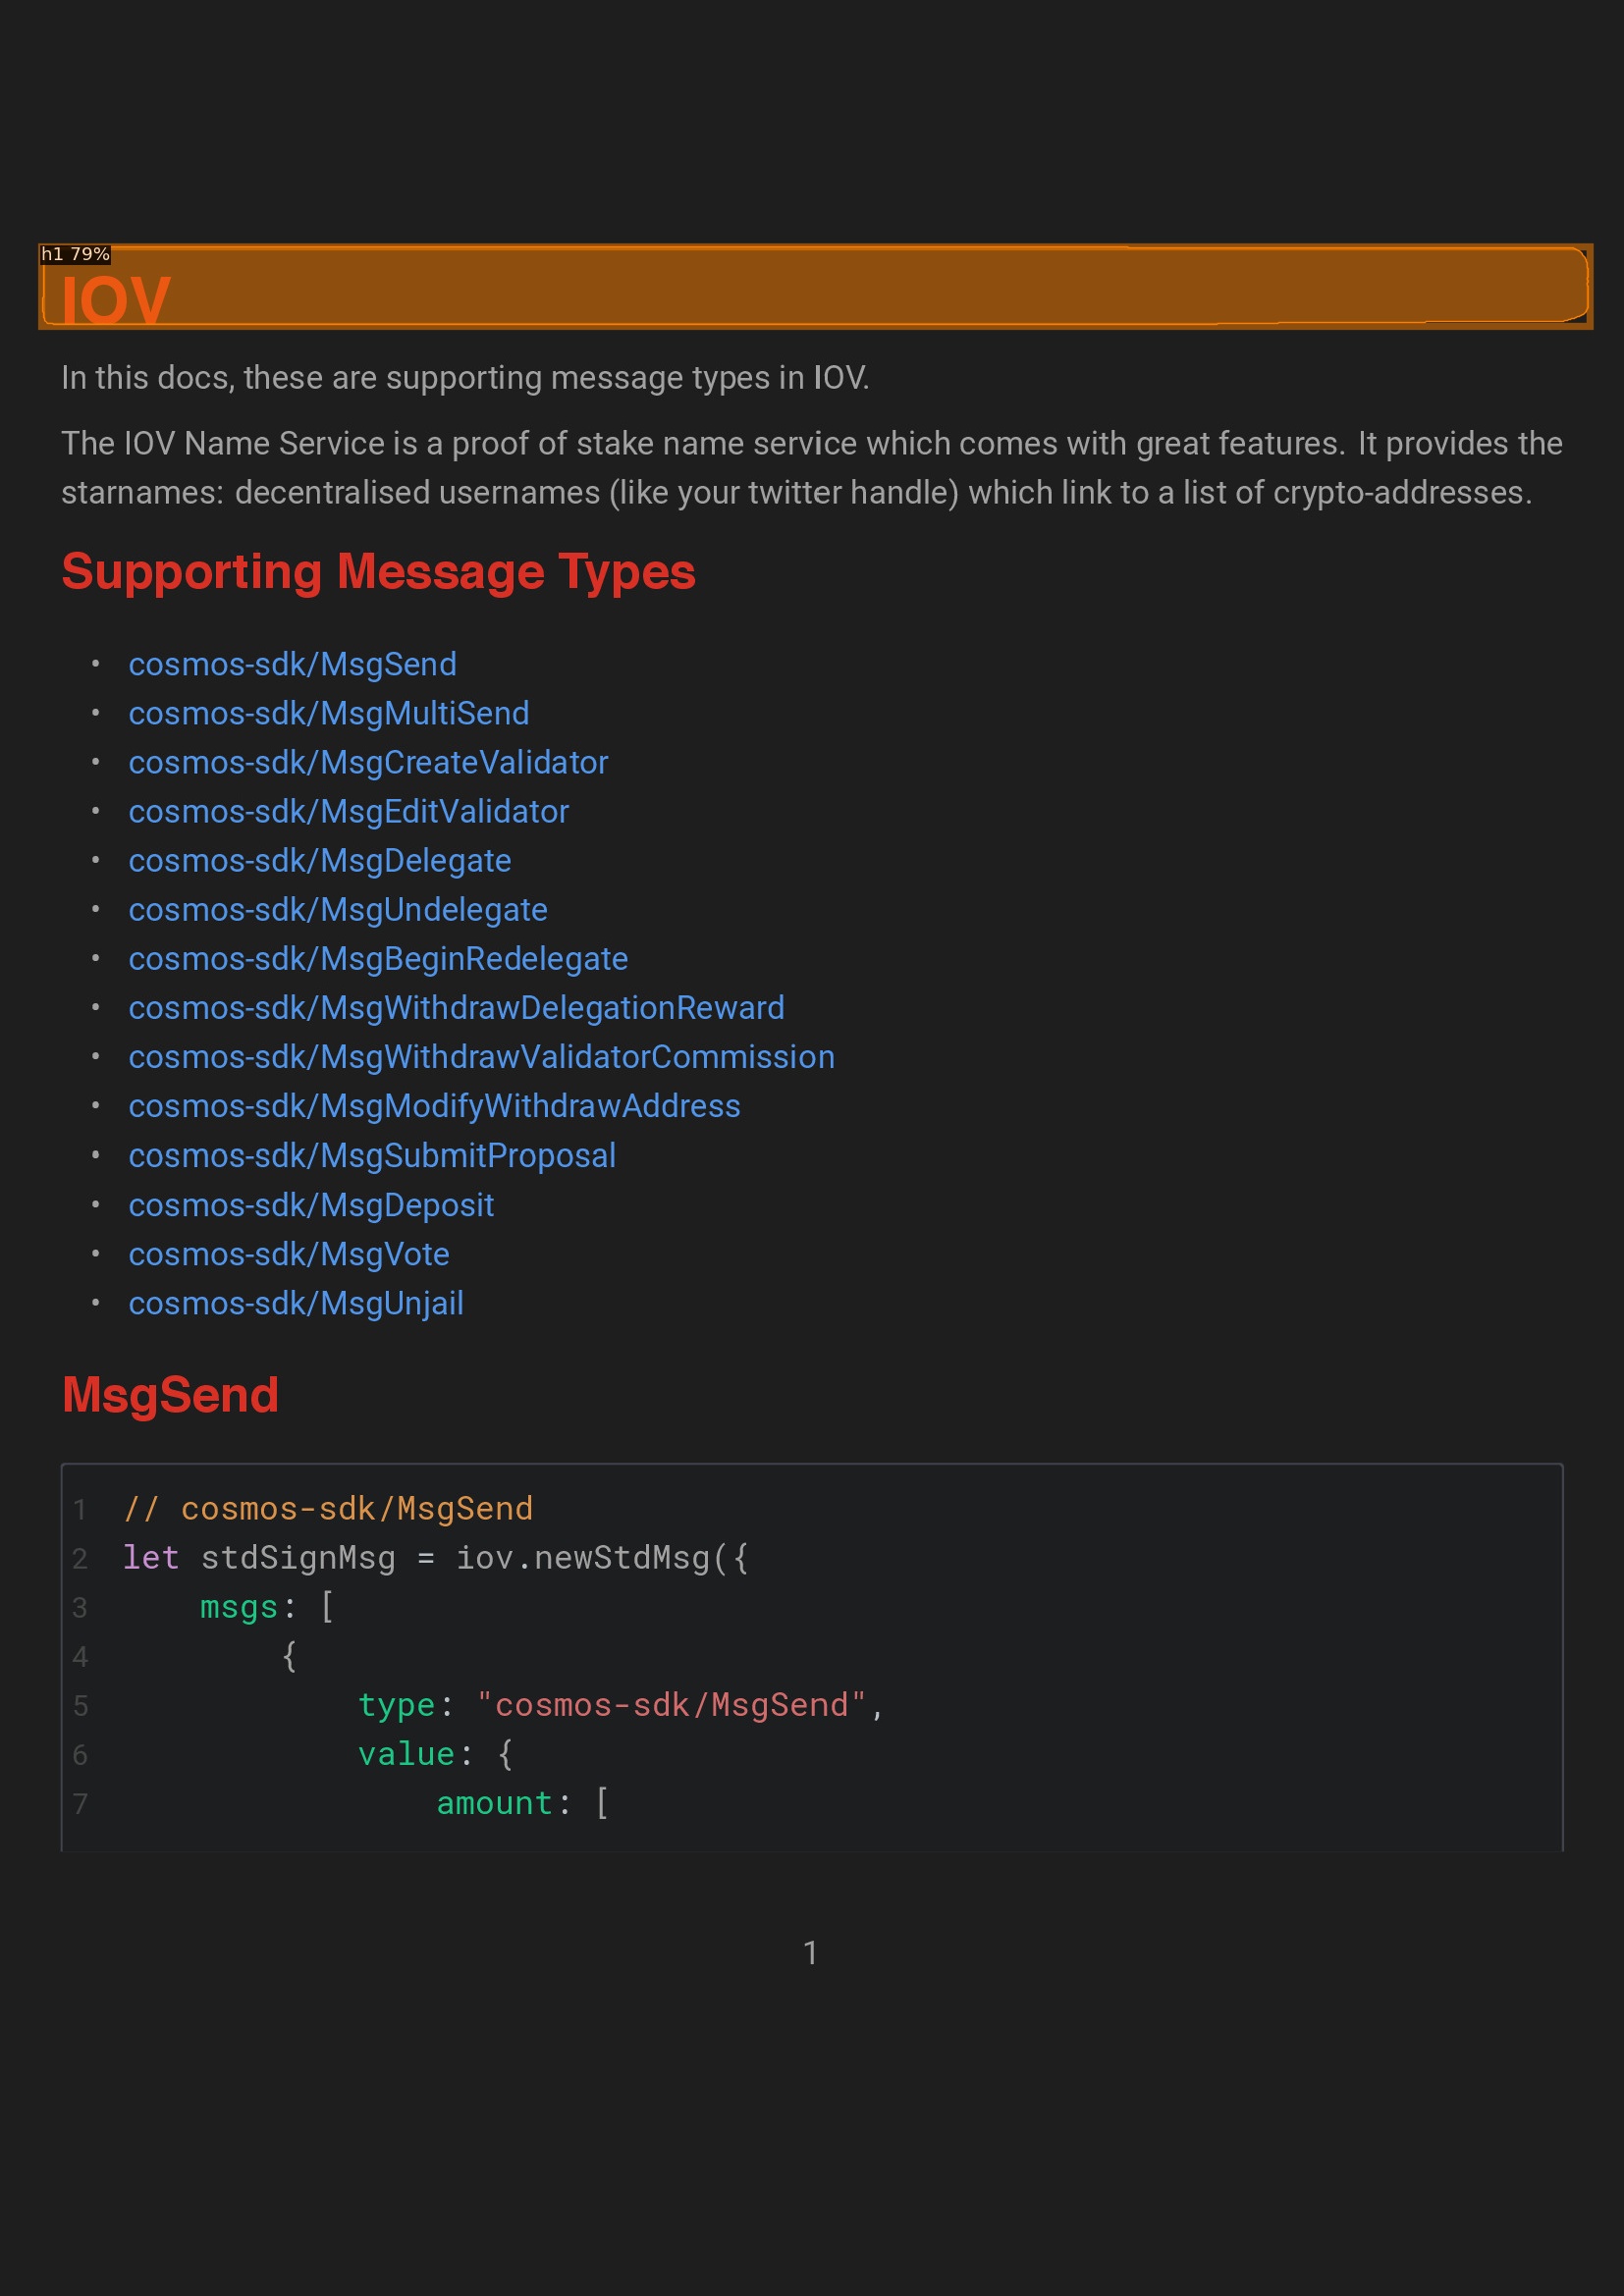 h1 79%
IOV
In this docs, these are supporting message types in IOV.
The IOV Name Service is a proof of stake name service which comes with great features. It provides the
starnames: decentralised usernames (like your twitter handle) which link to a list of crypto-addresses.
Supporting Message Types
• cosmos-sdk/MsgSend
• cosmos-sdk/MsgMultiSend
• cosmos-sdk/MsgCreateValidator
• cosmos-sdk/MsgEditValidator
• cosmos-sdk/MsgDelegate
• cosmos-sdk/MsgUndelegate
• cosmos-sdk/MsgBeginRedelegate
• cosmos-sdk/MsgWithdrawDelegationReward
• cosmos-sdk/MsgWithdrawValidatorCommission
• cosmos-sdk/MsgModifyWithdrawAddress
• cosmos-sdk/MsgSubmitProposal
• cosmos-sdk/MsgDeposit
• cosmos-sdk/MsgVote
• cosmos-sdk/MsgUnjail
MsgSend
1 // cosmos-sdk/MsgSend
2 let stdSignMsg = iov.newStdMsg({
3     msgs: [
4         {
5             type: "cosmos-sdk/MsgSend",
6             value: {
7                 amount: [
1